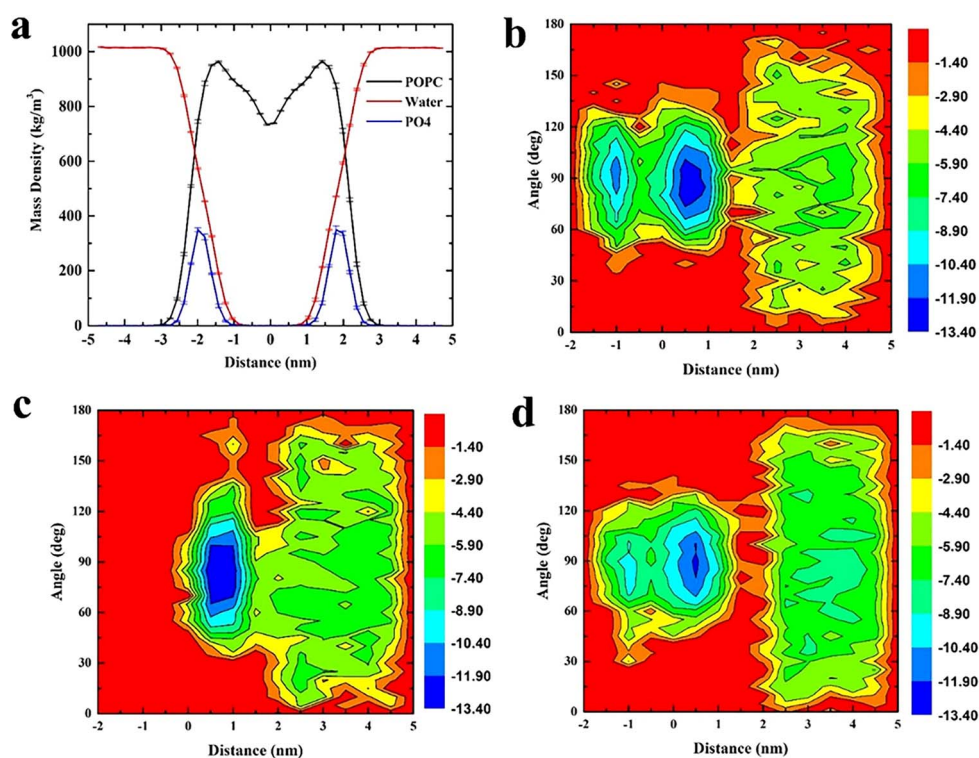 a
Mass Density (kg/m³)
1000
800
600
400
200
0
POPC
Water
PO4
-5 -4 -3 -2 -1 0 1 2 3 4 5
Distance (nm)
b
Angle (deg)
180
150
120
90
60
30
0
-2 -1 0 1 2 3 4 5
Distance (nm)
-1.40
-2.90
-4.40
-5.90
-7.40
-8.90
-10.40
-11.90
-13.40
c
Angle (deg)
180
150
120
90
60
30
0
-2 -1 0 1 2 3 4 5
Distance (nm)
-1.40
-2.90
-4.40
-5.90
-7.40
-8.90
-10.40
-11.90
-13.40
d
Angle (deg)
180
150
120
90
60
30
0
-2 -1 0 1 2 3 4 5
Distance (nm)
-1.40
-2.90
-4.40
-5.90
-7.40
-8.90
-10.40
-11.90
-13.40